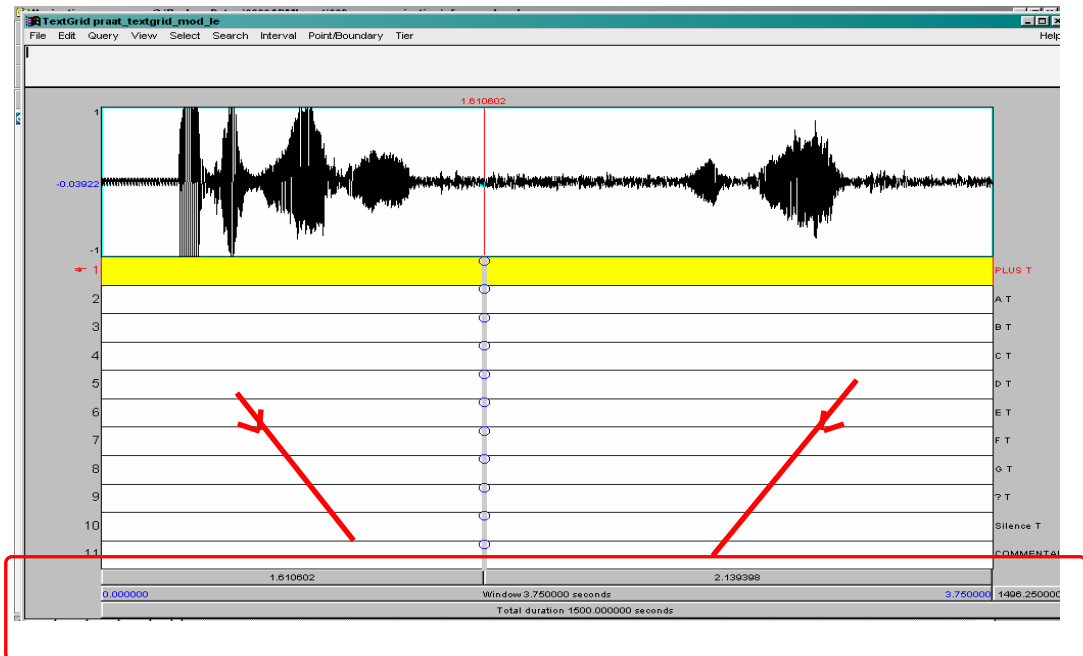 TextGrid praat_textgrid_mod_le
File Edit Query View Select Search Interval Point/Boundary Tier Help
1.610602
1
-0.03922
-1
1 PLUS T
2 A T
3 B T
4 C T
5 D T
6 E T
7 F T
8 G T
9 ? T
10 Silence T
11 COMMENTAI
1.610602 2.139398
0.000000 Window 3.750000 seconds 3.750000 1496.250000
Total duration 1500.000000 seconds